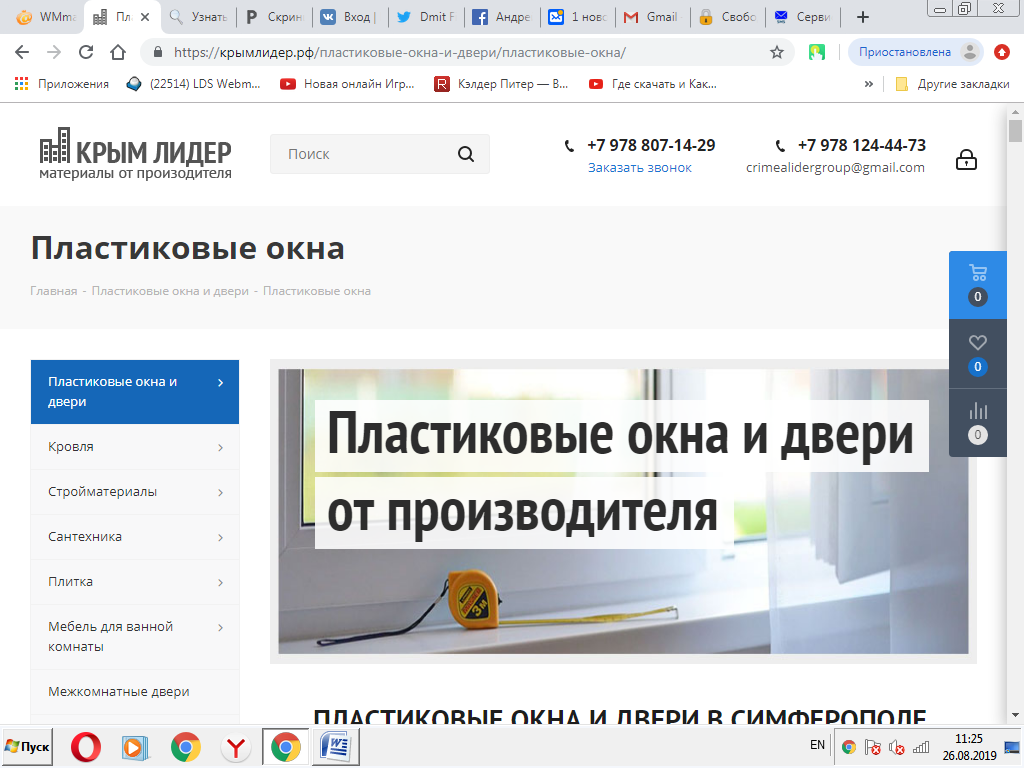 WMma
Пла
Узнать
Скрин
Вход |
Dmit F
Андре
1 новс
Gmail
Свобо
Серви
https://крымлидер.рф/пластиковые-окна-и-двери/пластиковые-окна/
Приостановлена
Приложения
(22514) LDS Webm...
Новая онлайн Игр...
Кэлдер Питер — В...
Где скачать и Как...
»
Другие закладки
КРЫМ ЛИДЕР
материалы от произодителя
Поиск
+7 978 807-14-29
Заказать звонок
+7 978 124-44-73
crimealidergroup@gmail.com
Пластиковые окна
Главная - Пластиковые окна и двери - Пластиковые окна
0
0
0
Пластиковые окна и
двери
Кровля
Стройматериалы
Сантехника
Плитка
Мебель для ванной
комнаты
Межкомнатные двери
Пластиковые окна и двери
от производителя
3м
ПЛАСТИКОВЫЕ ОКНА И ДВЕРИ В СИМФЕРОПОЛЕ
Пуск
EN
11:25
26.08.2019